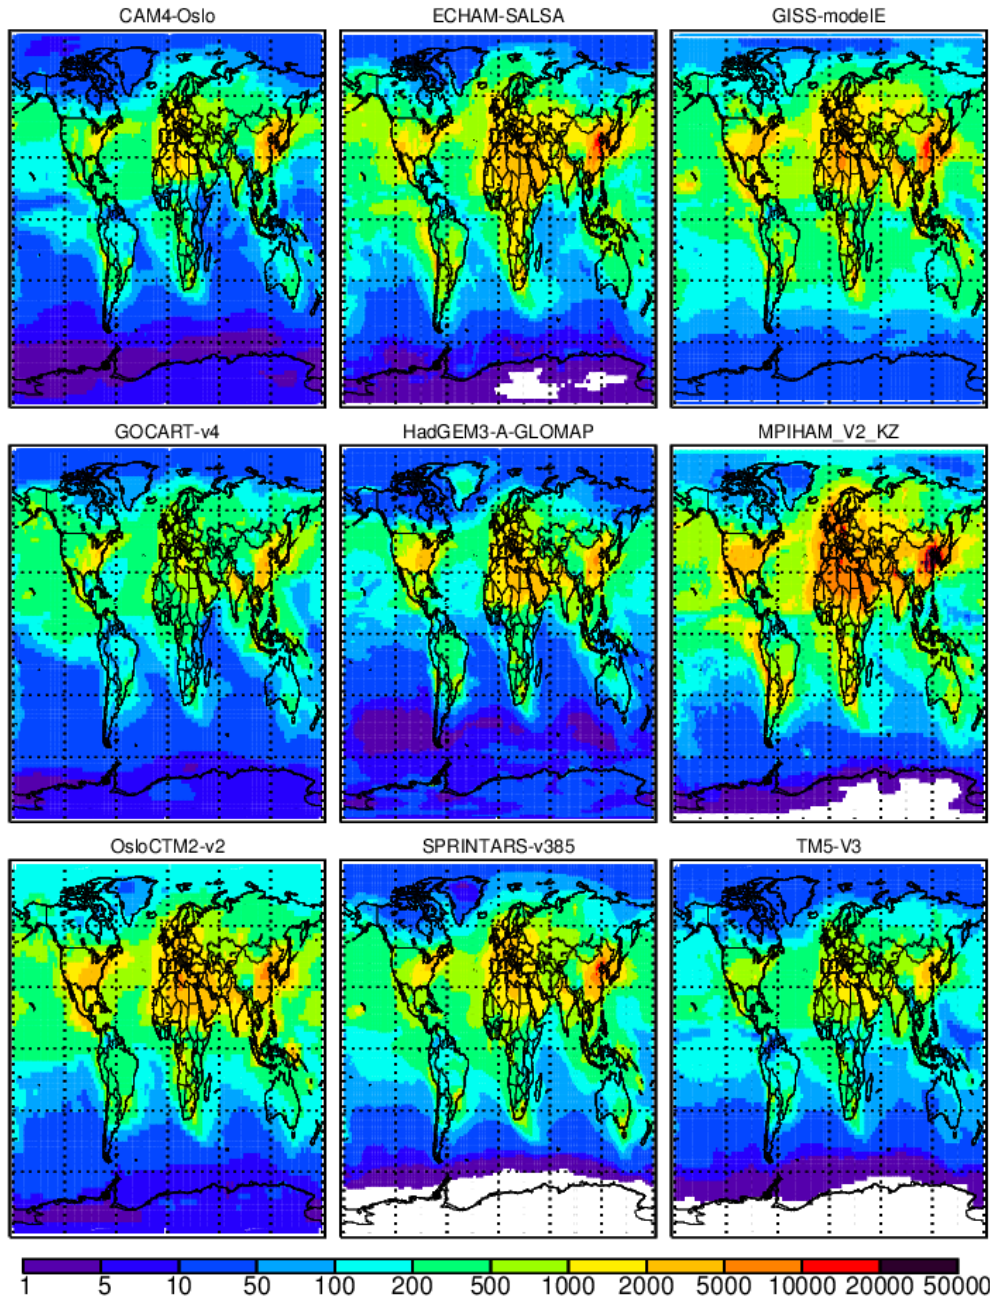 CAM4-Oslo ECHAM-SALSA GISS-modelE
GOCART-v4 HadGEM3-A-GLOMAP MPIHAM_V2_KZ
OsloCTM2-v2 SPRINTARS-v385 TM5-V3
1 5 10 50 100 200 500 1000 2000 5000 10000 20000 50000